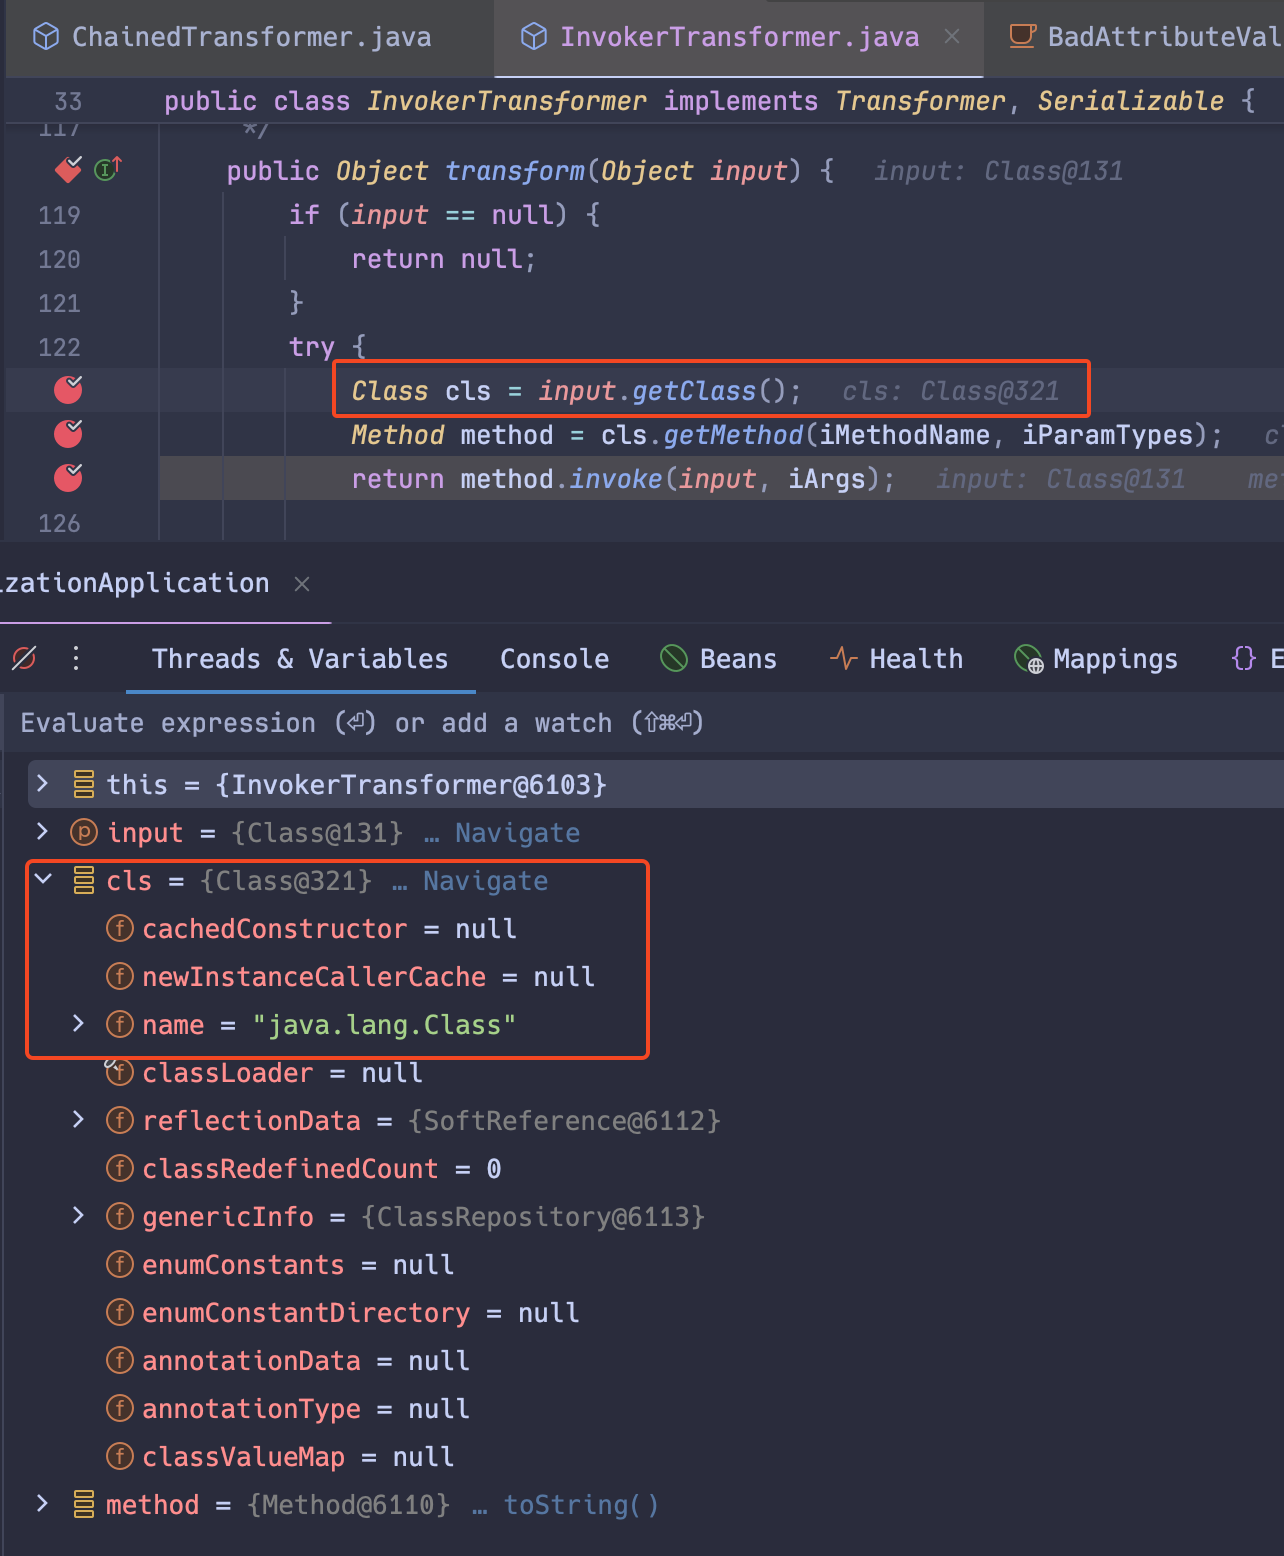 ChainedTransformer.java InvokerTransformer.java BadAttributeVal
33 public class InvokerTransformer implements Transformer, Serializable {
117 */
public Object transform(Object input) { input: Class@131
119 if (input == null) {
120 return null;
121 }
122 try {
Class cls = input.getClass(); cls: Class@321
Method method = cls.getMethod(iMethodName, iParamTypes); cl
return method.invoke(input, iArgs); input: Class@131 met
126
izationApplication
Threads & Variables Console Beans Health Mappings {} E
Evaluate expression (⏎) or add a watch (⇧⌘⏎)
this = {InvokerTransformer@6103}
p input = {Class@131} … Navigate
cls = {Class@321} … Navigate
f cachedConstructor = null
f newInstanceCallerCache = null
f name = "java.lang.Class"
f classLoader = null
f reflectionData = {SoftReference@6112}
f classRedefinedCount = 0
f genericInfo = {ClassRepository@6113}
f enumConstants = null
f enumConstantDirectory = null
f annotationData = null
f annotationType = null
f classValueMap = null
method = {Method@6110} … toString()